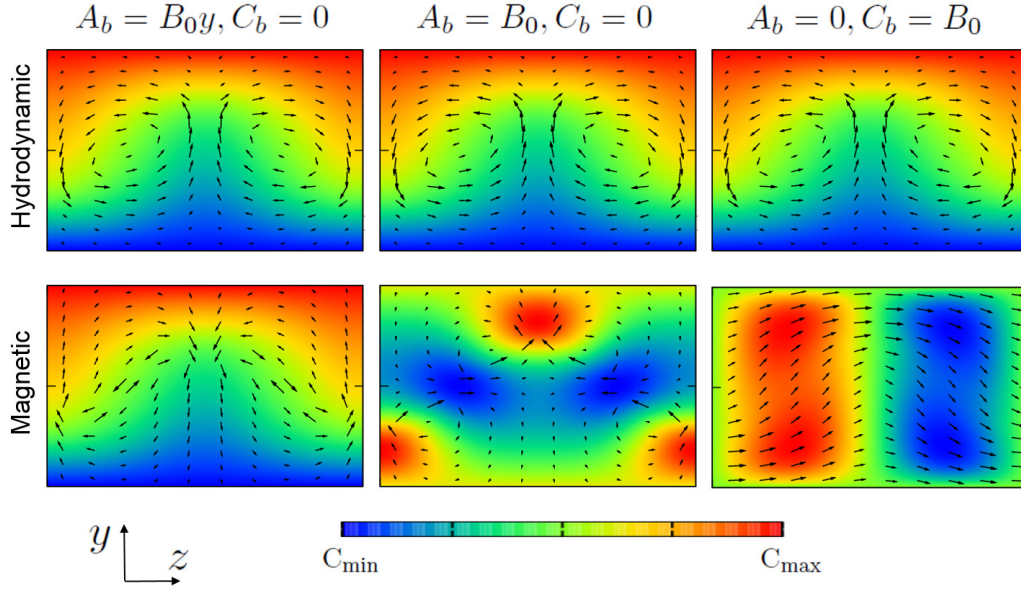 A_b = B_0y, C_b = 0
A_b = B_0, C_b = 0
A_b = 0, C_b = B_0
Hydrodynamic
Magnetic
y
z
C_min
C_max